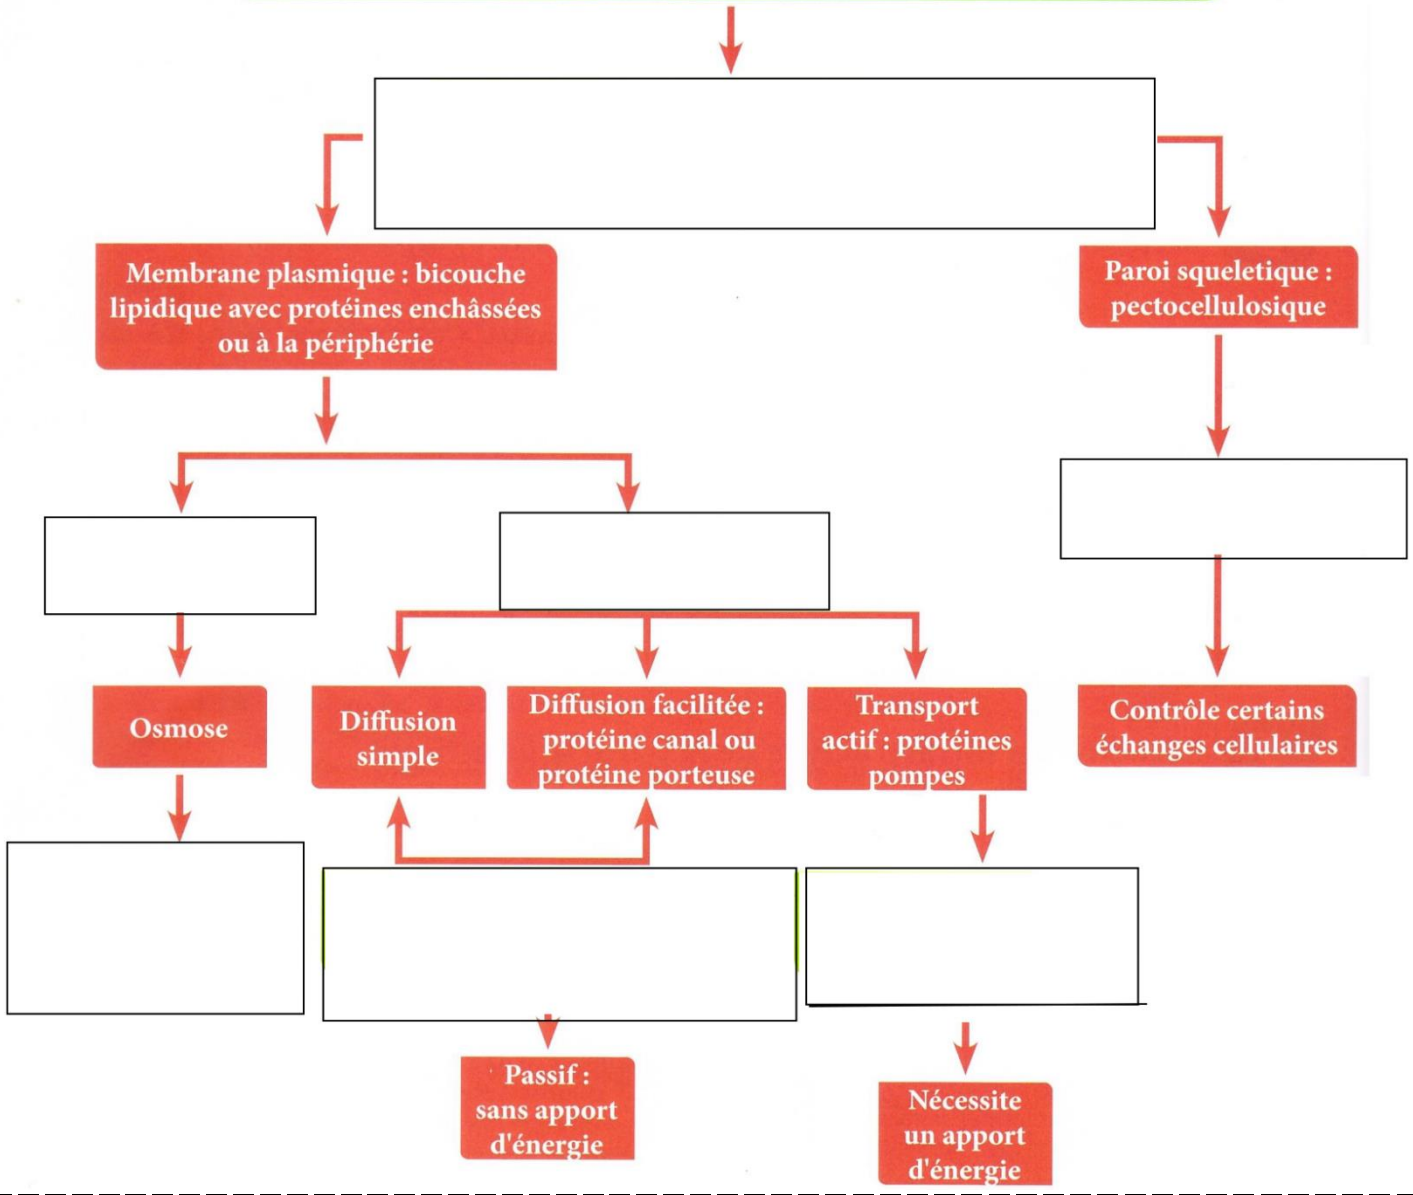 Membrane plasmique : bicouche
lipidique avec protéines enchâssées
ou à la périphérie
Paroi squeletique :
pectocellulosique
Osmose
Diffusion
simple
Diffusion facilitée :
protéine canal ou
protéine porteuse
Transport
actif : protéines
pompes
Contrôle certains
échanges cellulaires
Passif :
sans apport
d'énergie
Nécessite
un apport
d'énergie